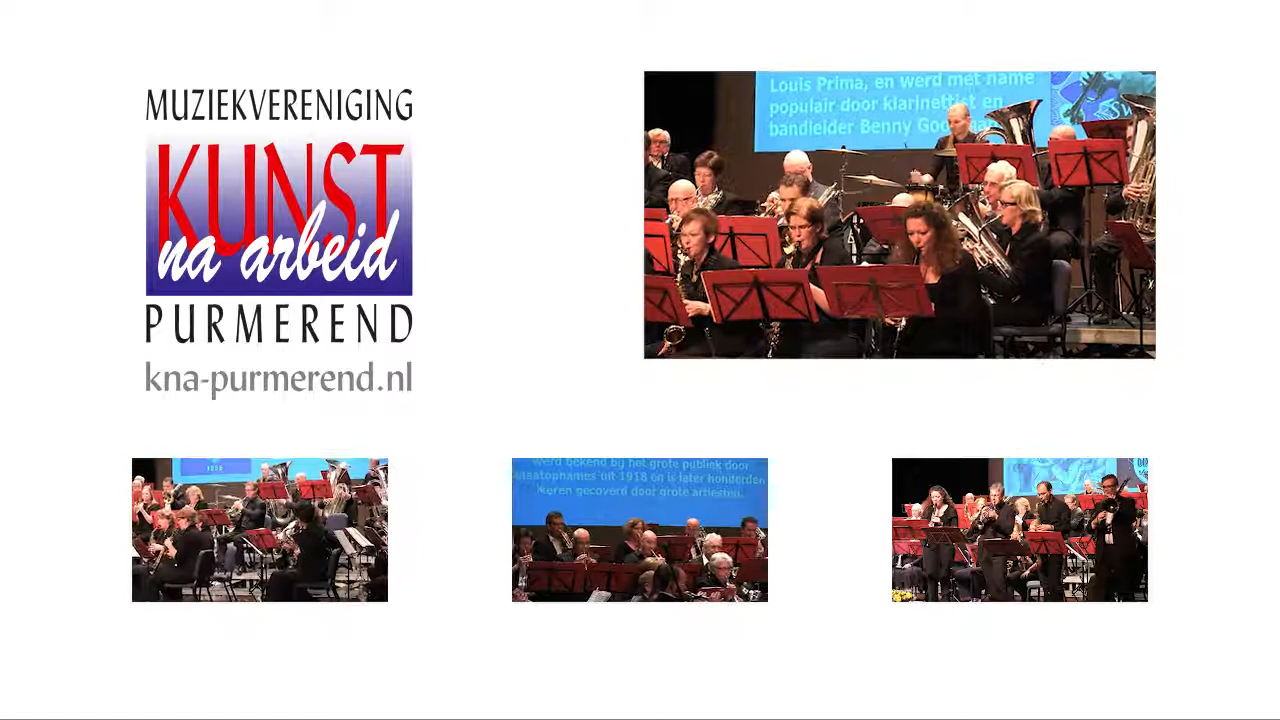 MUZIEKVERENIGING
KUNST
na arbeid
PURMEREND
kna-purmerend.nl
Louis Prima, en werd met name
populair door klarinettist en
bandleider Benny
werd bekend bij het grote publiek door
uit 1918 en is later honderden
keren gecoverd door grote artiesten.